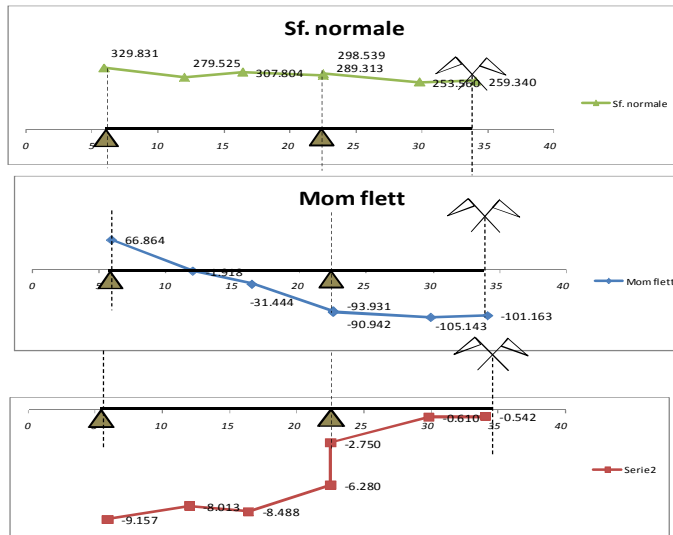 Sf. normale
329.831
279.525
307.804
298.539
289.313
253.560
259.340
Sf. normale
0 5 10 15 20 25 30 35 40
Mom flett
66.864
-1.918
-31.444
-93.931
-90.942
-105.143
-101.163
Mom flett
0 5 10 15 20 25 30 35 40
0 5 10 15 20 25 30 35 40
-9.157
-8.013
-8.488
-2.750
-6.280
-0.610
-0.542
Serie2